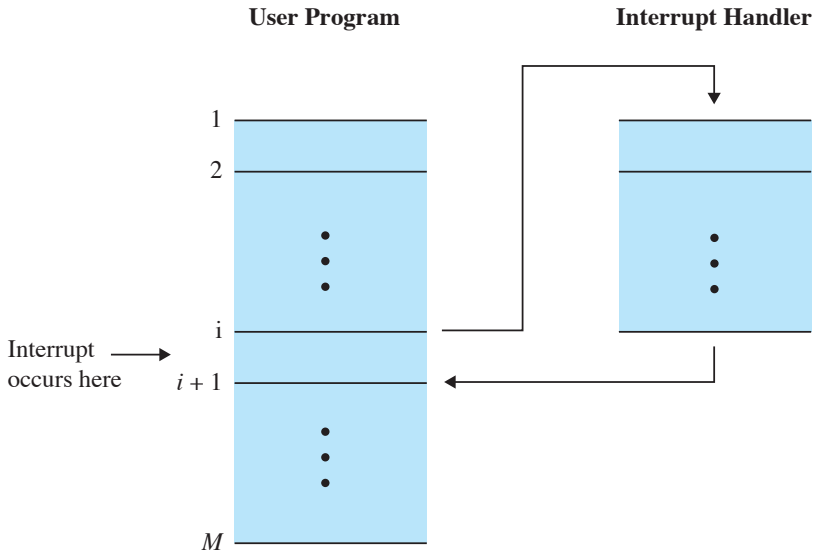 User Program
Interrupt Handler
1
2
i
Interrupt
occurs here
i + 1
M